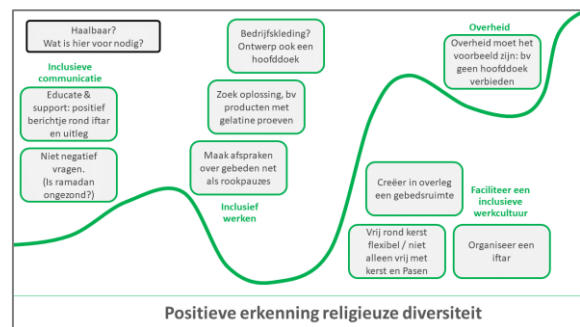 Haalbaar?
Wat is hier voor nodig?
Inclusieve
communicatie
Educate &
support: positief
berichtje rond iftar
en uitleg
Niet negatief
vragen.
(Is ramadan
ongezond?)
Bedrijfskleding?
Ontwerp ook een
hoofddoek
Zoek oplossing, bv
producten met
gelatine proeven
Maak afspraken
over gebeden net
als rookpauzes
Inclusief
werken
Overheid
Overheid moet het
voorbeeld zijn: bv
geen hoofddoek
verbieden
Creëer in overleg
een gebedsruimte
Faciliteer een
inclusieve
werkcultuur
Vrij rond kerst
flexibel / niet
alleen vrij met
kerst en Pasen
Organiseer een
iftar
Positieve erkenning religieuze diversiteit